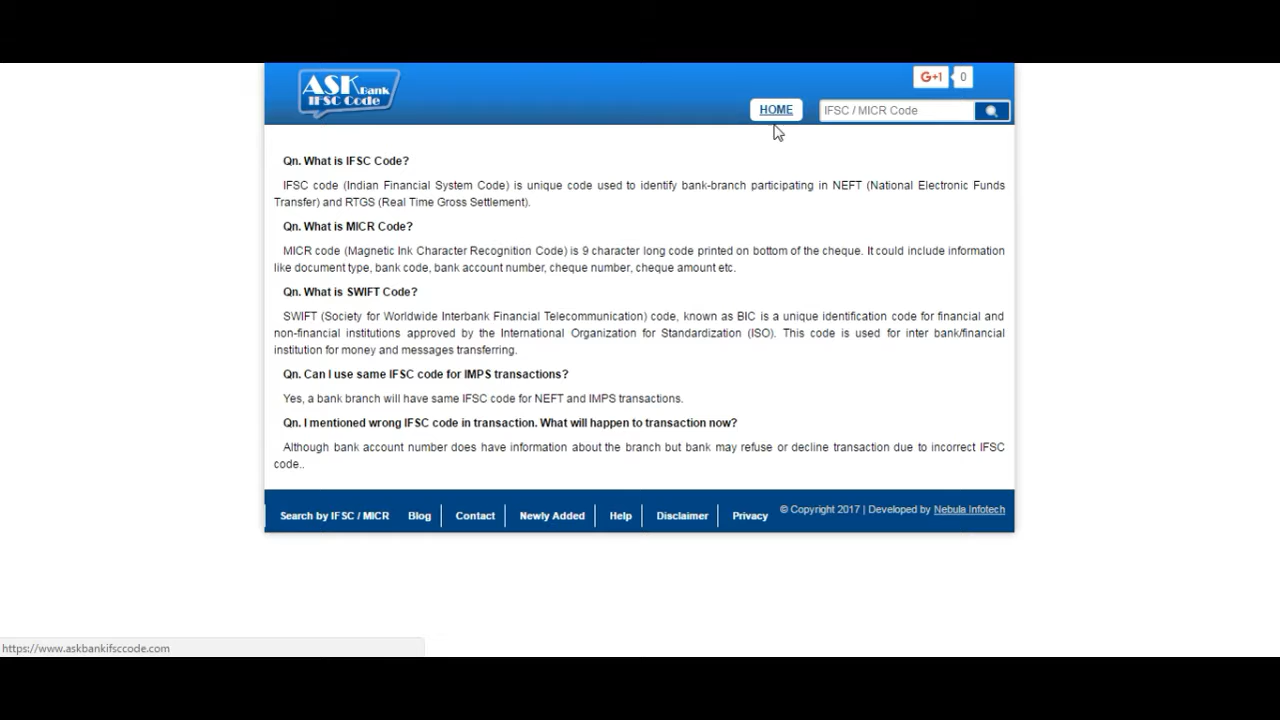 ASK Bank
IFSC Code
G+1 0
HOME
IFSC / MICR Code
Qn. What is IFSC Code?
IFSC code (Indian Financial System Code) is unique code used to identify bank-branch participating in NEFT (National Electronic Funds
Transfer) and RTGS (Real Time Gross Settlement).
Qn. What is MICR Code?
MICR code (Magnetic Ink Character Recognition Code) is 9 character long code printed on bottom of the cheque. It could include information
like document type, bank code, bank account number, cheque number, cheque amount etc.
Qn. What is SWIFT Code?
SWIFT (Society for Worldwide Interbank Financial Telecommunication) code, known as BIC is a unique identification code for financial and
non-financial institutions approved by the International Organization for Standardization (ISO). This code is used for inter bank/financial
institution for money and messages transferring.
Qn. Can I use same IFSC code for IMPS transactions?
Yes, a bank branch will have same IFSC code for NEFT and IMPS transactions.
Qn. I mentioned wrong IFSC code in transaction. What will happen to transaction now?
Although bank account number does have information about the branch but bank may refuse or decline transaction due to incorrect IFSC
code..
Search by IFSC / MICR Blog Contact Newly Added Help Disclaimer Privacy © Copyright 2017 | Developed by Nebula Infotech
https://www.askbankifsccode.com